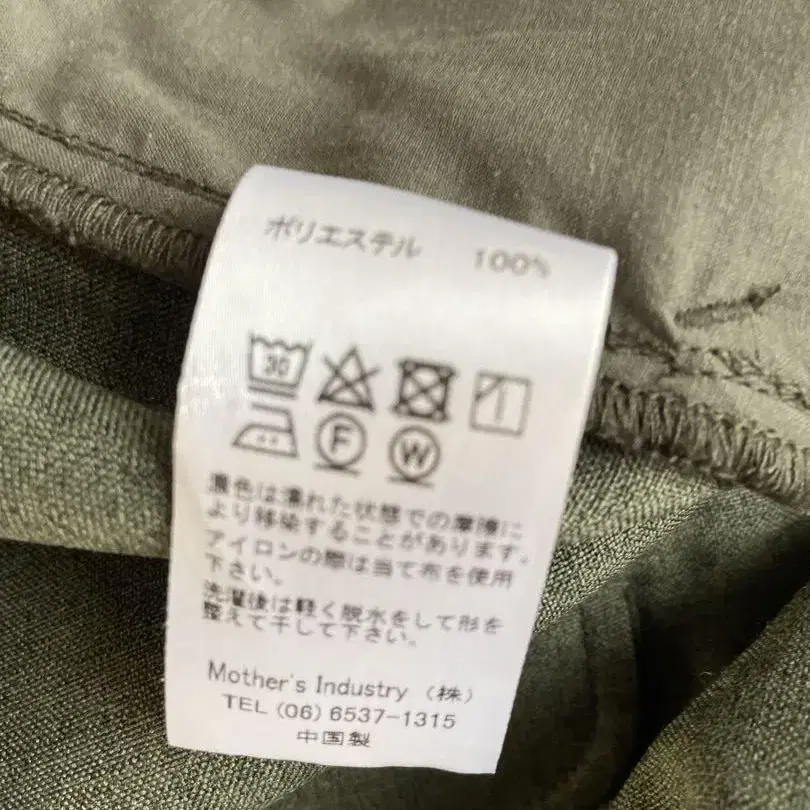 ポリエステル 100%
30
F W
濃色は濡れた状態での摩擦に
より移染することがあります。
アイロンの際は当て布を使用
下さい。
洗濯後は軽く脱水をして形を
整えて干して下さい。
Mother's Industry (株)
TEL (06) 6537-1315
中国製